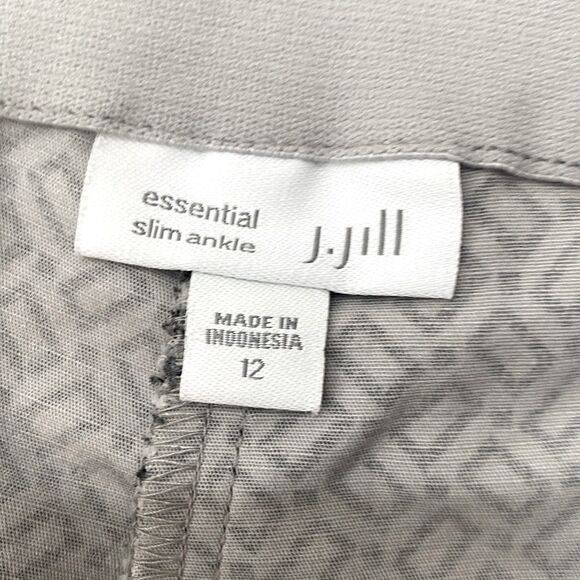 essential
slim ankle
J.Jill
MADE IN
INDONESIA
12